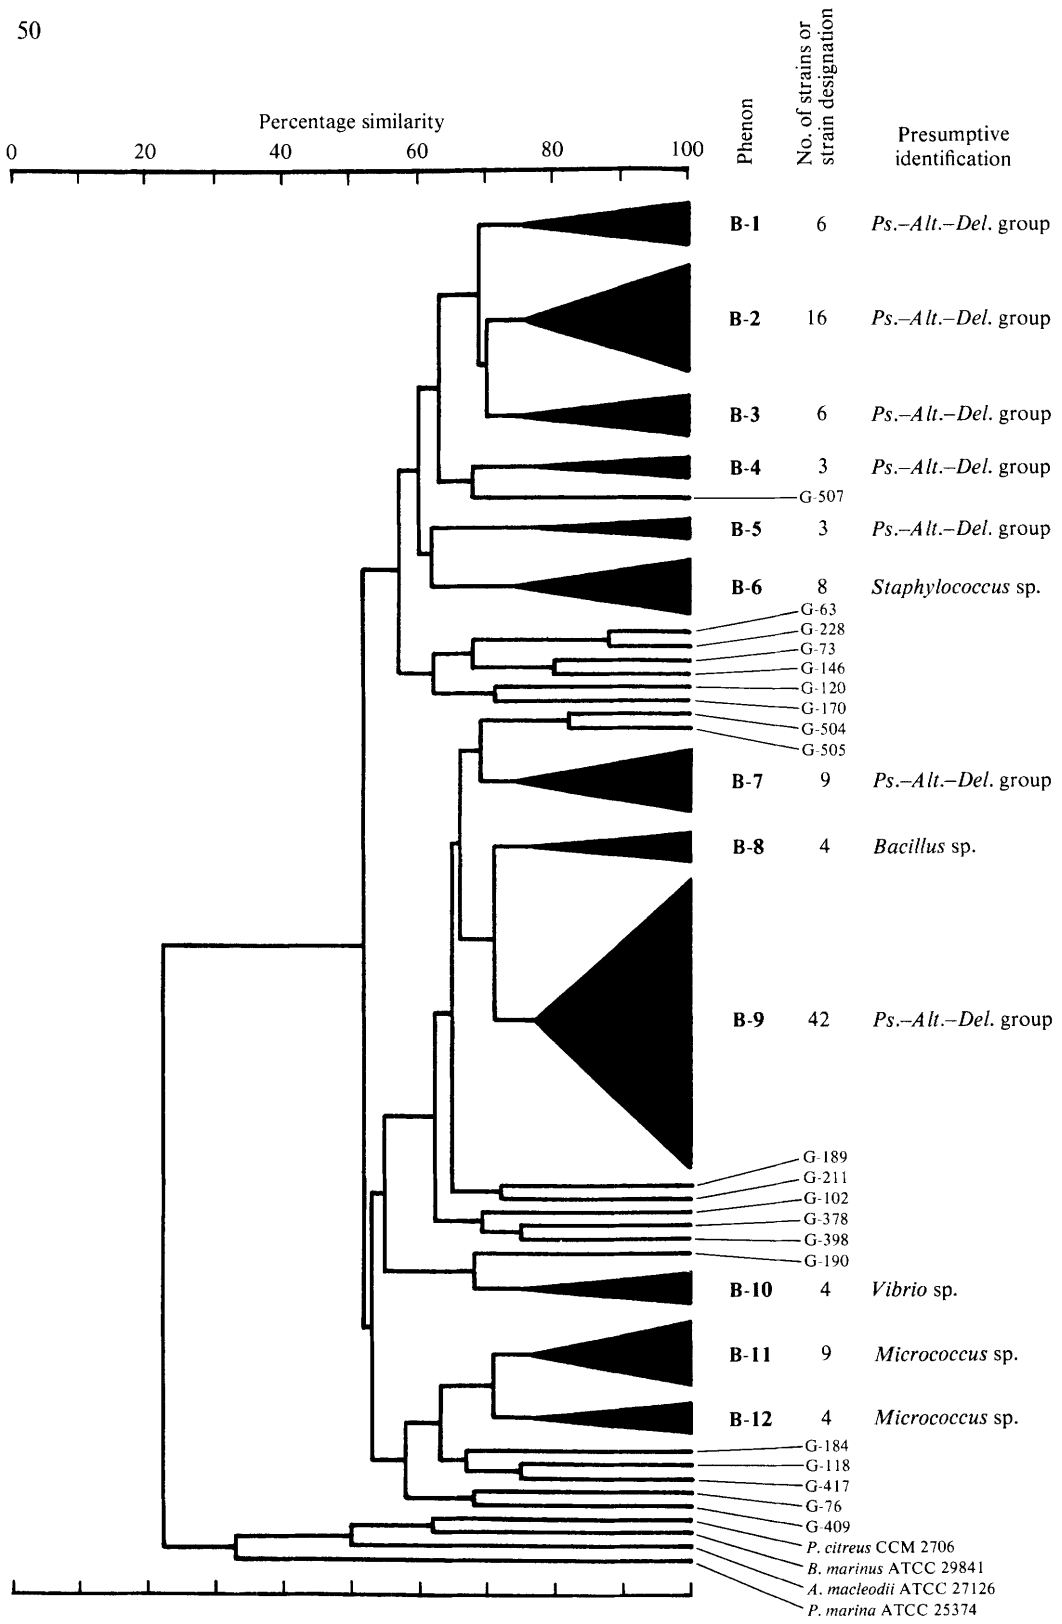 50
Percentage similarity
0 20 40 60 80 100
Phenon
No. of strains or
strain designation
Presumptive
identification
B-1 6 Ps.–Alt.–Del. group
B-2 16 Ps.–Alt.–Del. group
B-3 6 Ps.–Alt.–Del. group
B-4 3 Ps.–Alt.–Del. group
G-507
B-5 3 Ps.–Alt.–Del. group
B-6 8 Staphylococcus sp.
G-63
G-228
G-73
G-146
G-120
G-170
G-504
G-505
B-7 9 Ps.–Alt.–Del. group
B-8 4 Bacillus sp.
B-9 42 Ps.–Alt.–Del. group
G-189
G-211
G-102
G-378
G-398
G-190
B-10 4 Vibrio sp.
B-11 9 Micrococcus sp.
B-12 4 Micrococcus sp.
G-184
G-118
G-417
G-76
G-409
P. citreus CCM 2706
B. marinus ATCC 29841
A. macleodii ATCC 27126
P. marina ATCC 25374